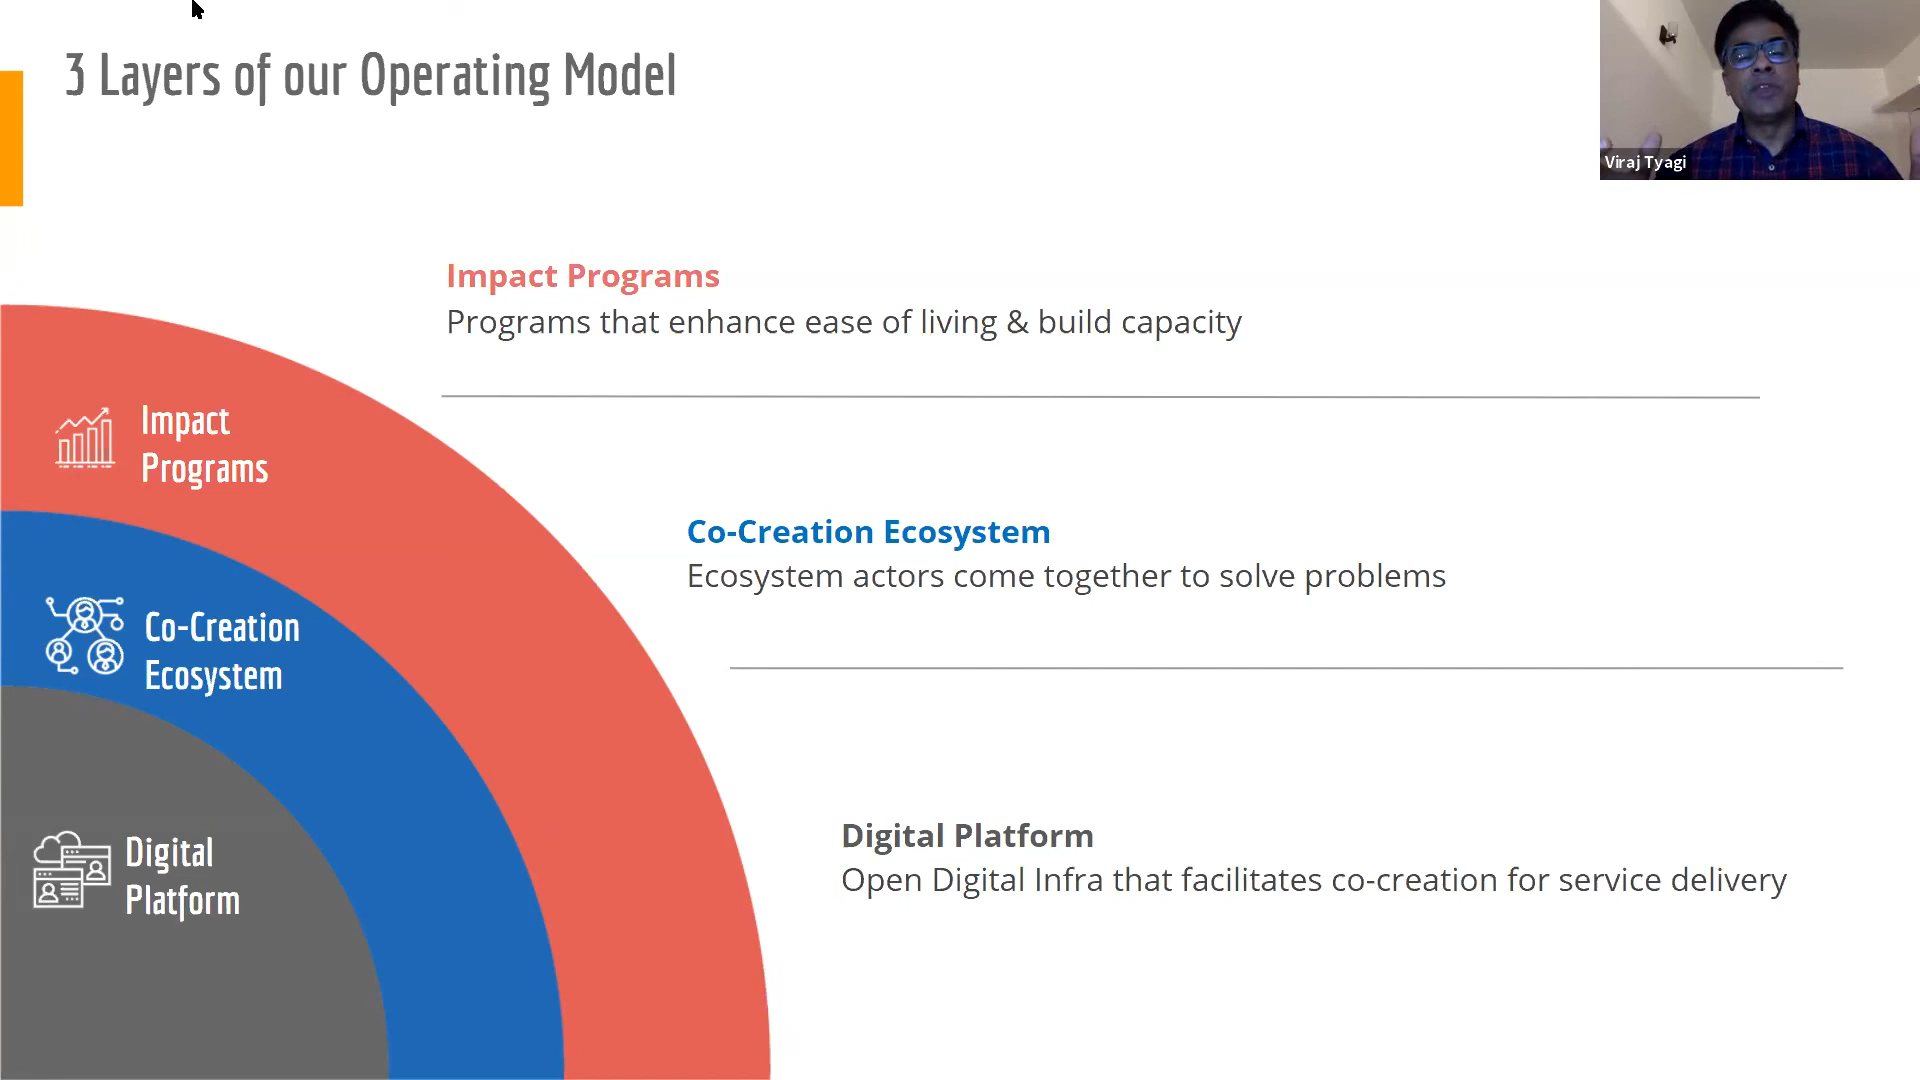 3 Layers of our Operating Model
Viraj Tyagi
Impact Programs
Programs that enhance ease of living & build capacity
Impact
Programs
Co-Creation Ecosystem
Ecosystem actors come together to solve problems
Co-Creation
Ecosystem
Digital Platform
Open Digital Infra that facilitates co-creation for service delivery
Digital
Platform